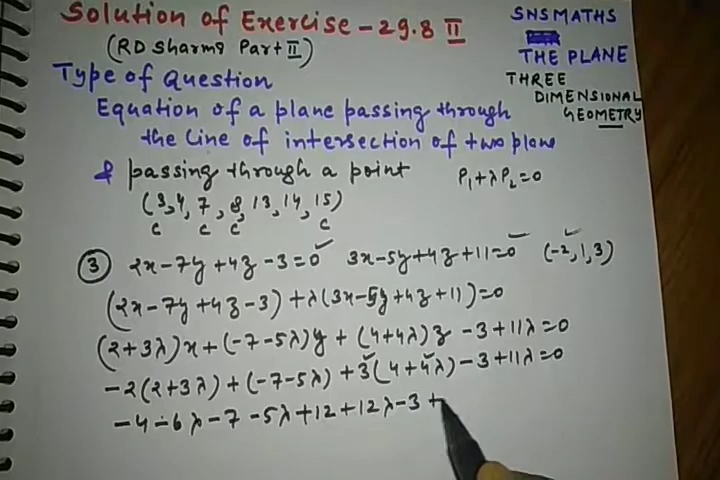 Solution of Exercise - 29.8 II
(RD Sharma Part II)
SNSMATHS
THE PLANE
THREE
DIMENSIONAL
GEOMETRY
Type of Question
Equation of a plane passing through
the line of intersection of two plane
& passing through a point P₁+λP₂=0
(3,4, 7, 8, 13, 14, 15)
c c c c
③ 2x-7y+4z-3=0 3x-5y+4z+11=0 (-2,1,3)
(2x-7y+4z-3)+λ(3x-5y+4z+11)=0
(2+3λ)x+(-7-5λ)y+(4+4λ)z-3+11λ=0
-2(2+3λ)+(-7-5λ)+3(4+4λ)-3+11λ=0
-4-6λ-7-5λ+12+12λ-3+